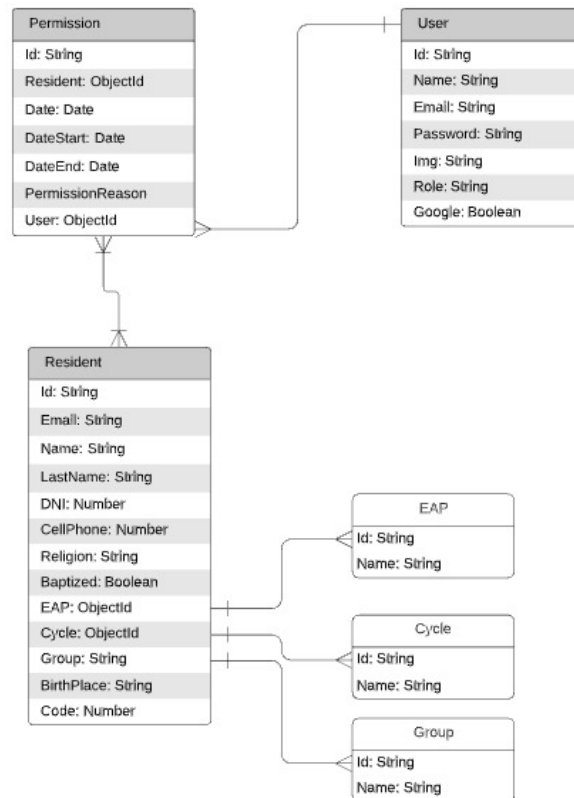 Permission
Id: String
Resident: ObjectId
Date: Date
DateStart: Date
DateEnd: Date
PermissionReason
User: ObjectId
User
Id: String
Name: String
Email: String
Password: String
Img: String
Role: String
Google: Boolean
Resident
Id: String
Email: String
Name: String
LastName: String
DNI: Number
CellPhone: Number
Religion: String
Baptized: Boolean
EAP: ObjectId
Cycle: ObjectId
Group: String
BirthPlace: String
Code: Number
EAP
Id: String
Name: String
Cycle
Id: String
Name: String
Group
Id: String
Name: String